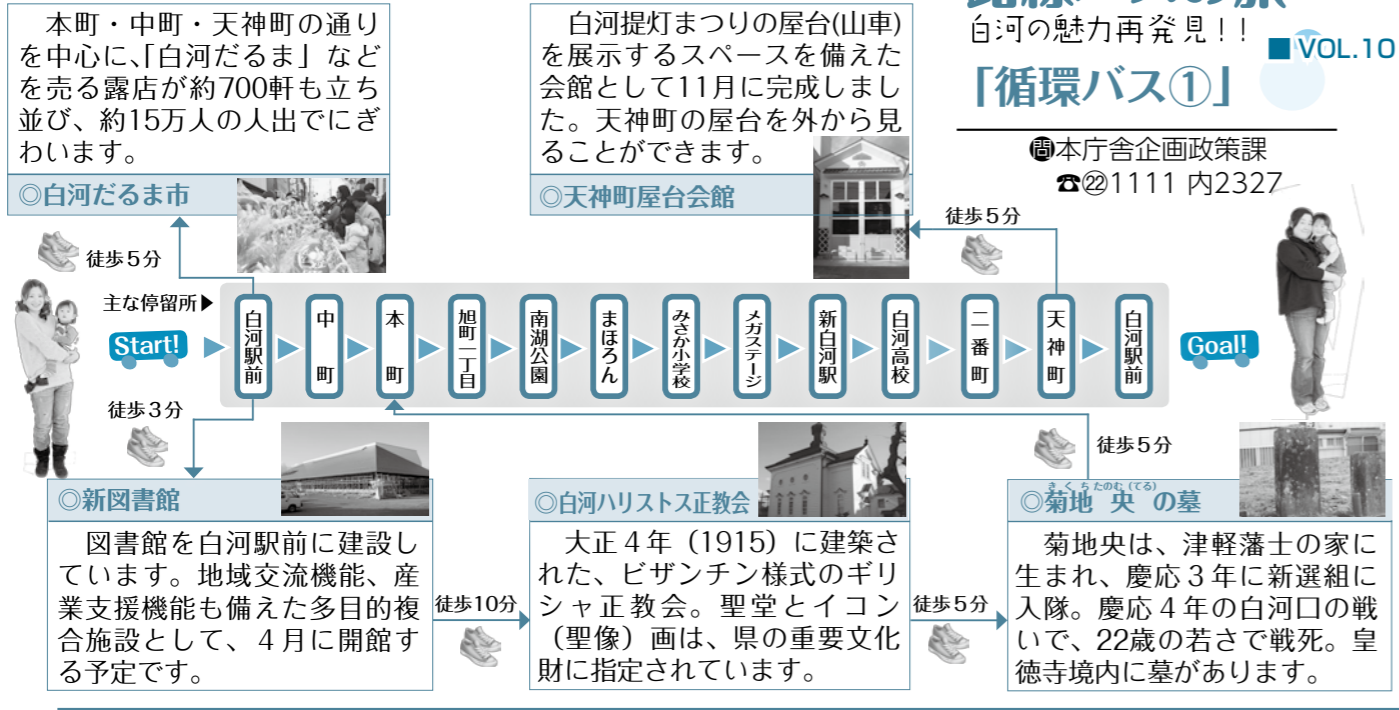 白河の魅力再発見！！
■ VOL.10
「循環バス①」
問本庁舎企画政策課
☎㉒1111 内2327
本町・中町・天神町の通り
を中心に、「白河だるま」など
を売る露店が約700軒も立ち
並び、約15万人の人出でにぎ
わいます。
◎白河だるま市
徒歩５分
白河提灯まつりの屋台(山車)
を展示するスペースを備えた
会館として11月に完成しまし
た。天神町の屋台を外から見
ることができます。
◎天神町屋台会館
徒歩５分
主な停留所▶
Start!
白河駅前
中町
本町
旭町一丁目
南湖公園
まほろん
みさか小学校
メガステージ
新白河駅
白河高校
二番町
天神町
白河駅前
Goal!
徒歩３分
◎新図書館
図書館を白河駅前に建設し
ています。地域交流機能、産
業支援機能も備えた多目的複
合施設として、４月に開館す
る予定です。
徒歩10分
◎白河ハリストス正教会
大正４年（1915）に建築さ
れた、ビザンチン様式のギリ
シャ正教会。聖堂とイコン
（聖像）画は、県の重要文化
財に指定されています。
徒歩５分
徒歩５分
きくちたのむ(てる)
◎菊地央の墓
菊地央は、津軽藩士の家に
生まれ、慶応３年に新選組に
入隊。慶応４年の白河口の戦
いで、22歳の若さで戦死。皇
徳寺境内に墓があります。